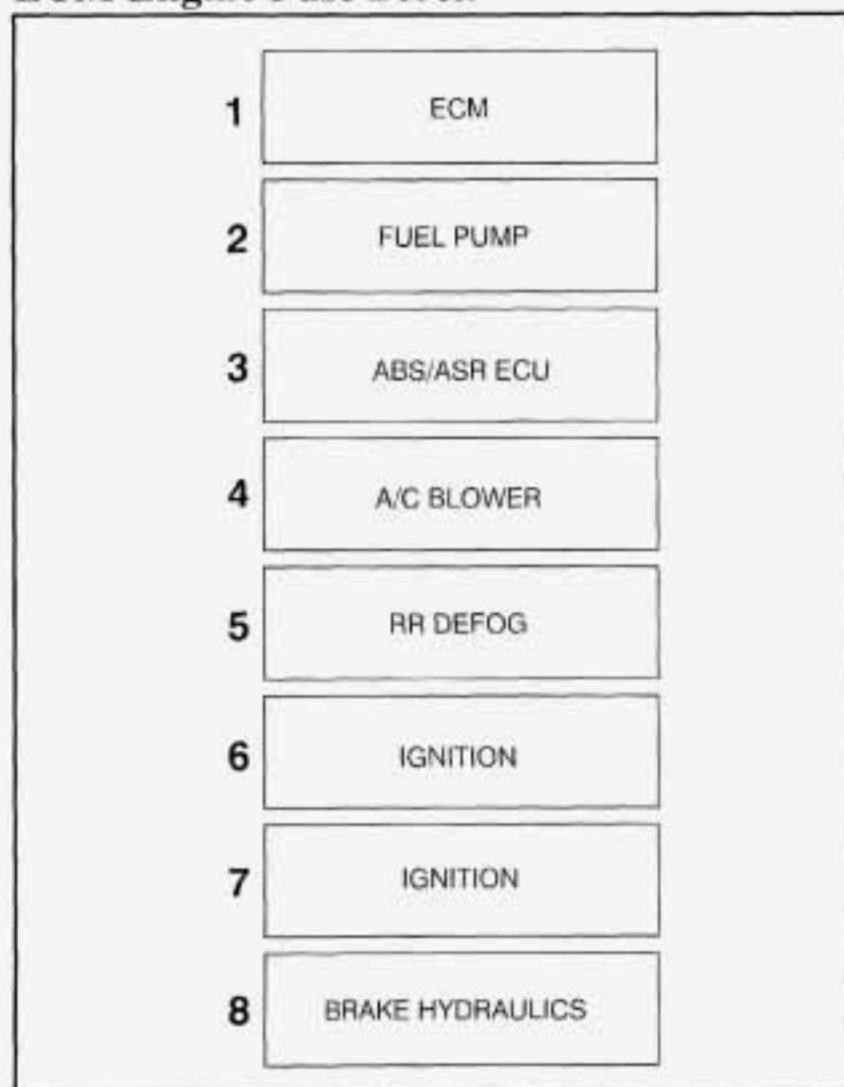 1 ECM
2 FUEL PUMP
3 ABS/ASR ECU
4 A/C BLOWER
5 RR DEFOG
6 IGNITION
7 IGNITION
8 BRAKE HYDRAULICS